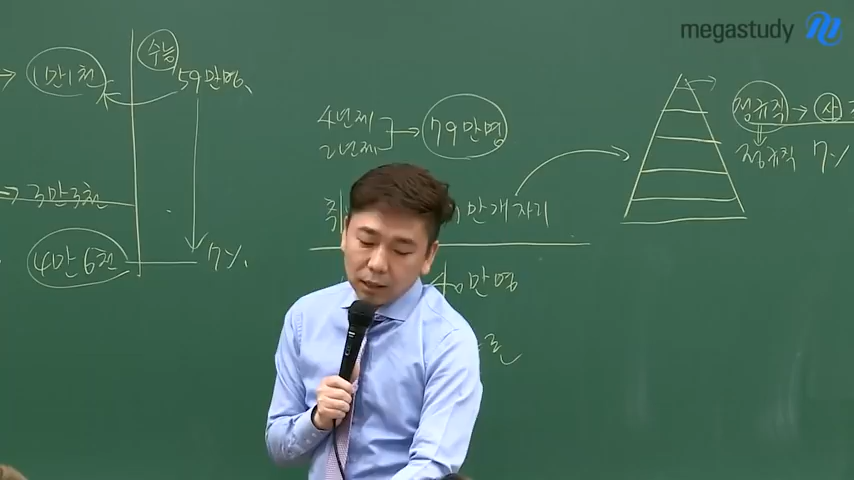 megastudy
수능
1만1천
59만명
3만3천
4만6천
7%
4년제
2년제
79만명
만개 자리
40만명
정규직 → 사
정규직 7%